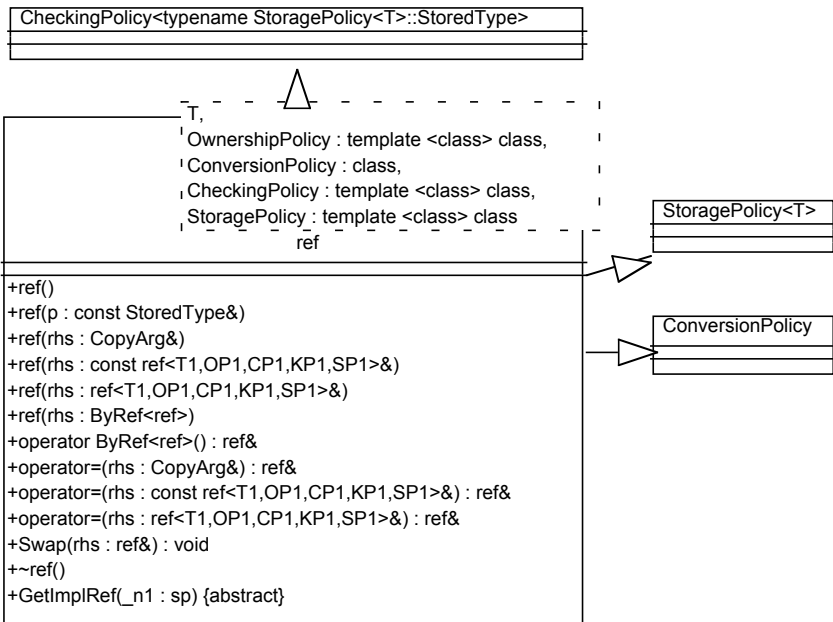 CheckingPolicy<typename StoragePolicy<T>::StoredType>
T,
OwnershipPolicy : template <class> class,
ConversionPolicy : class,
CheckingPolicy : template <class> class,
StoragePolicy : template <class> class
ref
StoragePolicy<T>
ConversionPolicy
+ref()
+ref(p : const StoredType&)
+ref(rhs : CopyArg&)
+ref(rhs : const ref<T1,OP1,CP1,KP1,SP1>&)
+ref(rhs : ref<T1,OP1,CP1,KP1,SP1>&)
+ref(rhs : ByRef<ref>)
+operator ByRef<ref>() : ref&
+operator=(rhs : CopyArg&) : ref&
+operator=(rhs : const ref<T1,OP1,CP1,KP1,SP1>&) : ref&
+operator=(rhs : ref<T1,OP1,CP1,KP1,SP1>&) : ref&
+Swap(rhs : ref&) : void
+~ref()
+GetImplRef(_n1 : sp) {abstract}